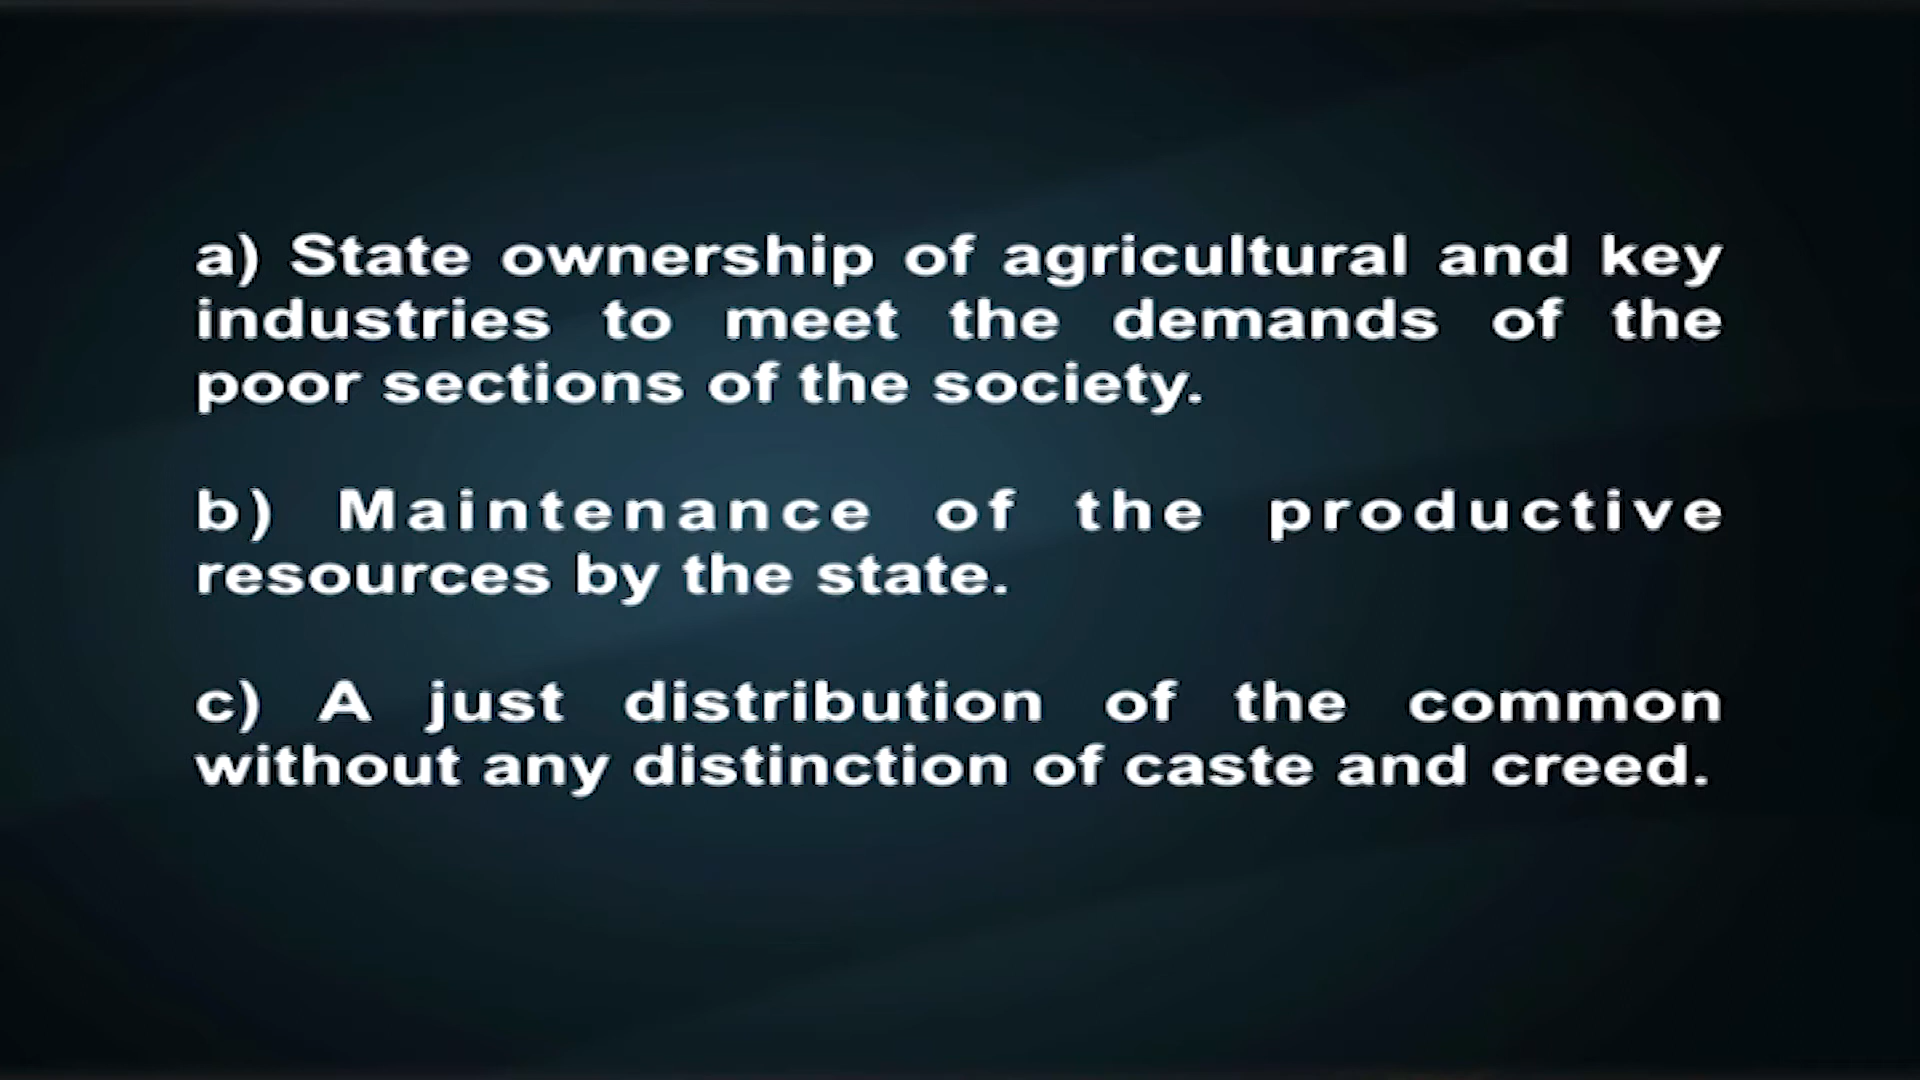 a) State ownership of agricultural and key
industries to meet the demands of the
poor sections of the society.
b) Maintenance of the productive
resources by the state.
c) A just distribution of the common
without any distinction of caste and creed.